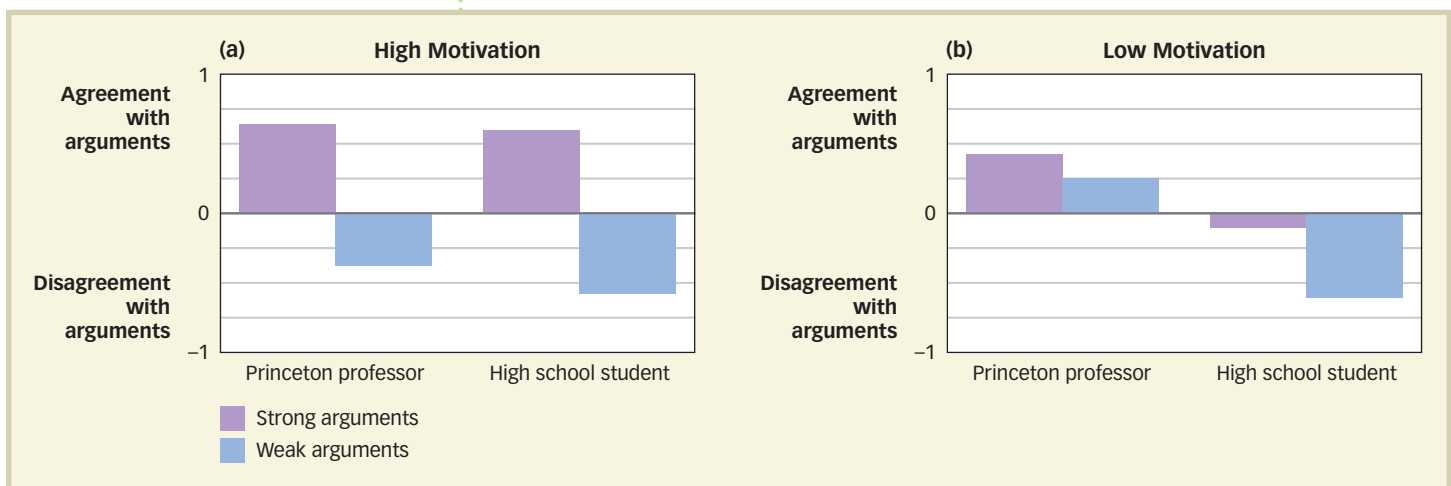 (a) High Motivation
1
Agreement
with
arguments
0
Disagreement
with
arguments
–1
Princeton professor High school student
Strong arguments
Weak arguments
(b) Low Motivation
1
Agreement
with
arguments
0
Disagreement
with
arguments
–1
Princeton professor High school student